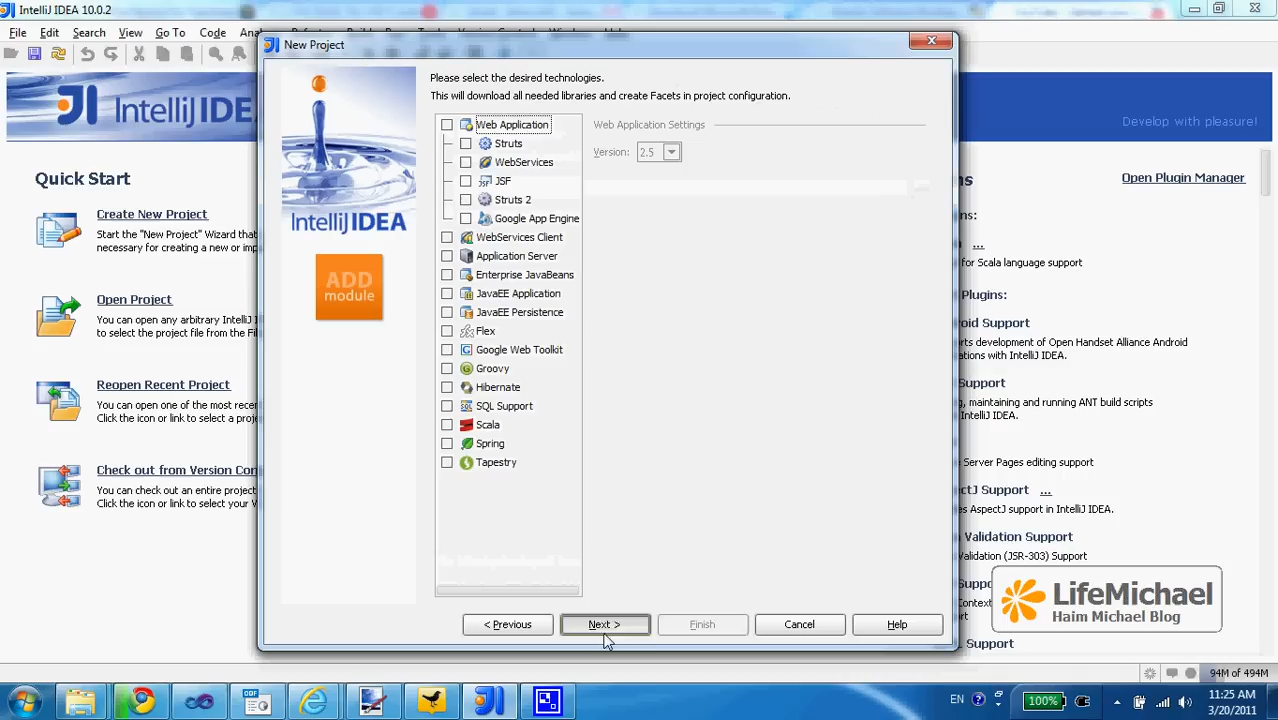 IntelliJ IDEA 10.0.2
File Edit Search View Go To Code
New Project
Please select the desired technologies.
This will download all needed libraries and create Facets in project configuration.
IntelliJ IDEA
Develop with pleasure!
Quick Start
Open Plugin Manager
Create New Project
Start the "New Project" Wizard that
necessary for creating a new or
Open Project
You can open any arbitrary IntelliJ
to select the project file from the
Reopen Recent Project
You can open one of the most
Click the icon or link to select a
Check out from Version
You can check out an entire project
Click the icon or link to select your
IntelliJ IDEA
ADD
module
Web Application
Struts
WebServices
JSF
Struts 2
Google App Engine
WebServices Client
Application Server
Enterprise JavaBeans
JavaEE Application
JavaEE Persistence
Flex
Google Web Toolkit
Groovy
Hibernate
SQL Support
Scala
Spring
Tapestry
Web Application Settings
Version: 2.5
< Previous
Next >
Finish
Cancel
Help
...
for Scala language support
Plugins:
Support
development of Open Handset Alliance Android
with IntelliJ IDEA.
Support
maintaining and running ANT build scripts
IntelliJ IDEA.
Server Pages editing support
Support ...
AspectJ support in IntelliJ IDEA.
Validation Support
Validation (JSR-303) Support
LifeMichael
Haim Michael Blog
Support
94M of 494M
EN
100%
11:25 AM
3/20/2011